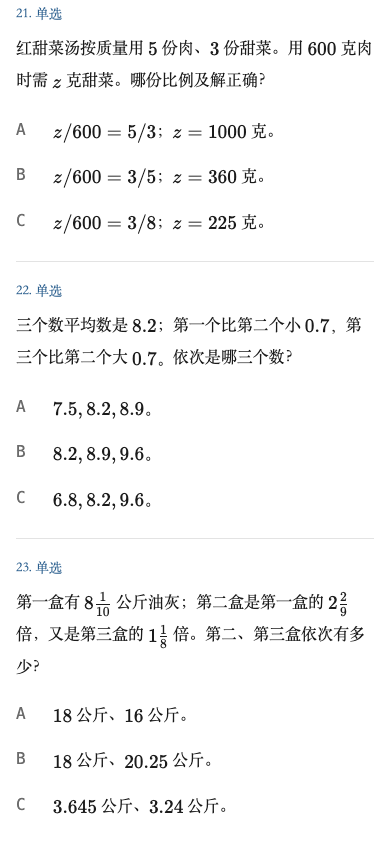 21. 单选
红甜菜汤按质量用 5 份肉、3 份甜菜。用 600 克肉
时需 z 克甜菜。哪份比例及解正确?
A z/600 = 5/3; z = 1000 克。
B z/600 = 3/5; z = 360 克。
C z/600 = 3/8; z = 225 克。
22. 单选
三个数平均数是 8.2；第一个比第二个小 0.7，第
三个比第二个大 0.7。依次是哪三个数?
A 7.5, 8.2, 8.9。
B 8.2, 8.9, 9.6。
C 6.8, 8.2, 9.6。
23. 单选
第一盒有 8 1/10 公斤油灰；第二盒是第一盒的 2 2/9
倍，又是第三盒的 1 1/8 倍。第二、第三盒依次有多
少?
A 18 公斤、16 公斤。
B 18 公斤、20.25 公斤。
C 3.645 公斤、3.24 公斤。